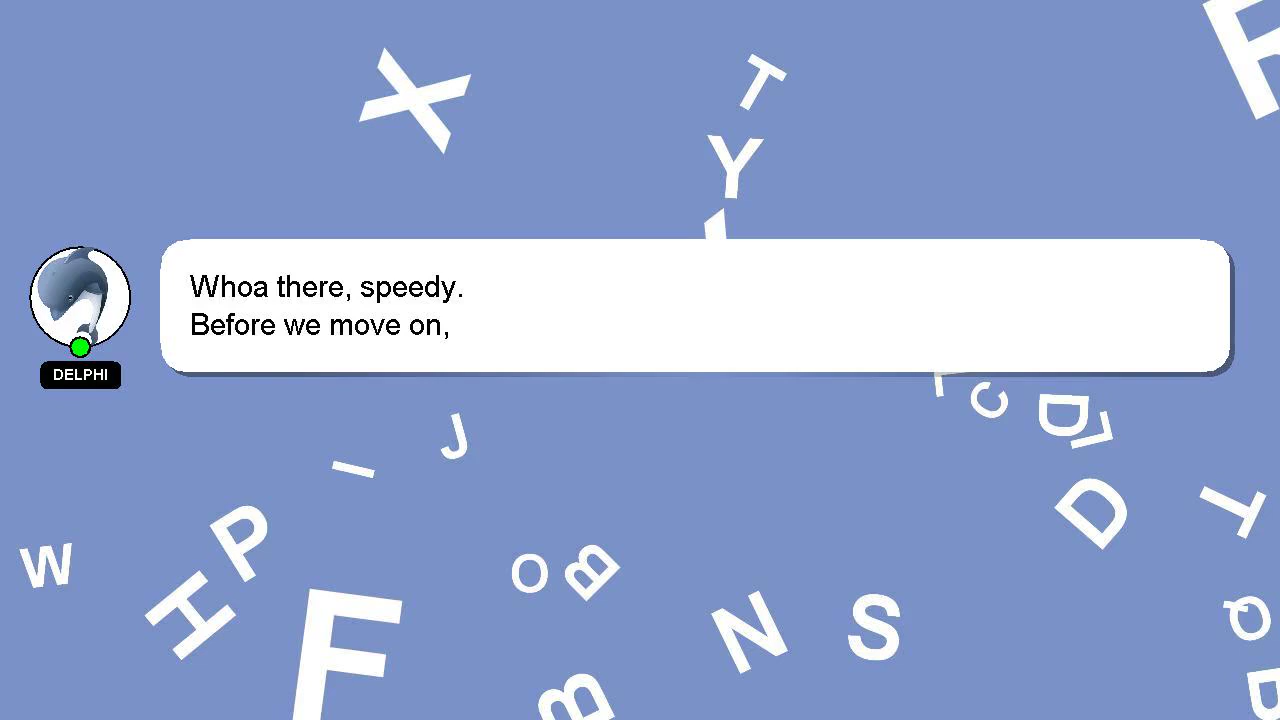 X
T
Y
F
Whoa there, speedy.
Before we move on,
DELPHI
C
D
L
J
I
D
T
P
W
H
O
B
F
N
S
O
B
B